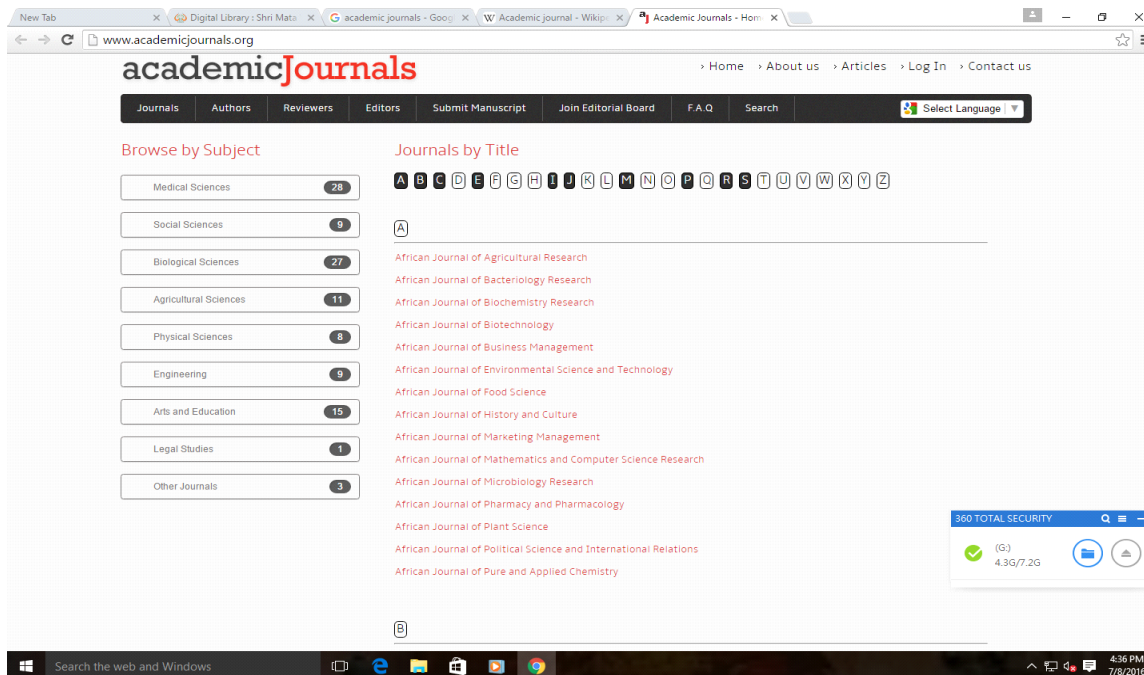 New Tab
Digital Library : Shri Mata
academic journals - Goog
Academic journal - Wikipe
Academic Journals - Hom
www.academicjournals.org
academicJournals
› Home › About us › Articles › Log In › Contact us
Journals Authors Reviewers Editors Submit Manuscript Join Editorial Board F.A.Q Search Select Language
Browse by Subject
Medical Sciences 28
Social Sciences 9
Biological Sciences 27
Agricultural Sciences 11
Physical Sciences 8
Engineering 9
Arts and Education 15
Legal Studies 1
Other Journals 3
Journals by Title
A B C D E F G H I J K L M N O P Q R S T U V W X Y Z
A
African Journal of Agricultural Research
African Journal of Bacteriology Research
African Journal of Biochemistry Research
African Journal of Biotechnology
African Journal of Business Management
African Journal of Environmental Science and Technology
African Journal of Food Science
African Journal of History and Culture
African Journal of Marketing Management
African Journal of Mathematics and Computer Science Research
African Journal of Microbiology Research
African Journal of Pharmacy and Pharmacology
African Journal of Plant Science
African Journal of Political Science and International Relations
African Journal of Pure and Applied Chemistry
B
360 TOTAL SECURITY
(G:)
4.3G/7.2G
Search the web and Windows
4:36 PM
7/8/2016